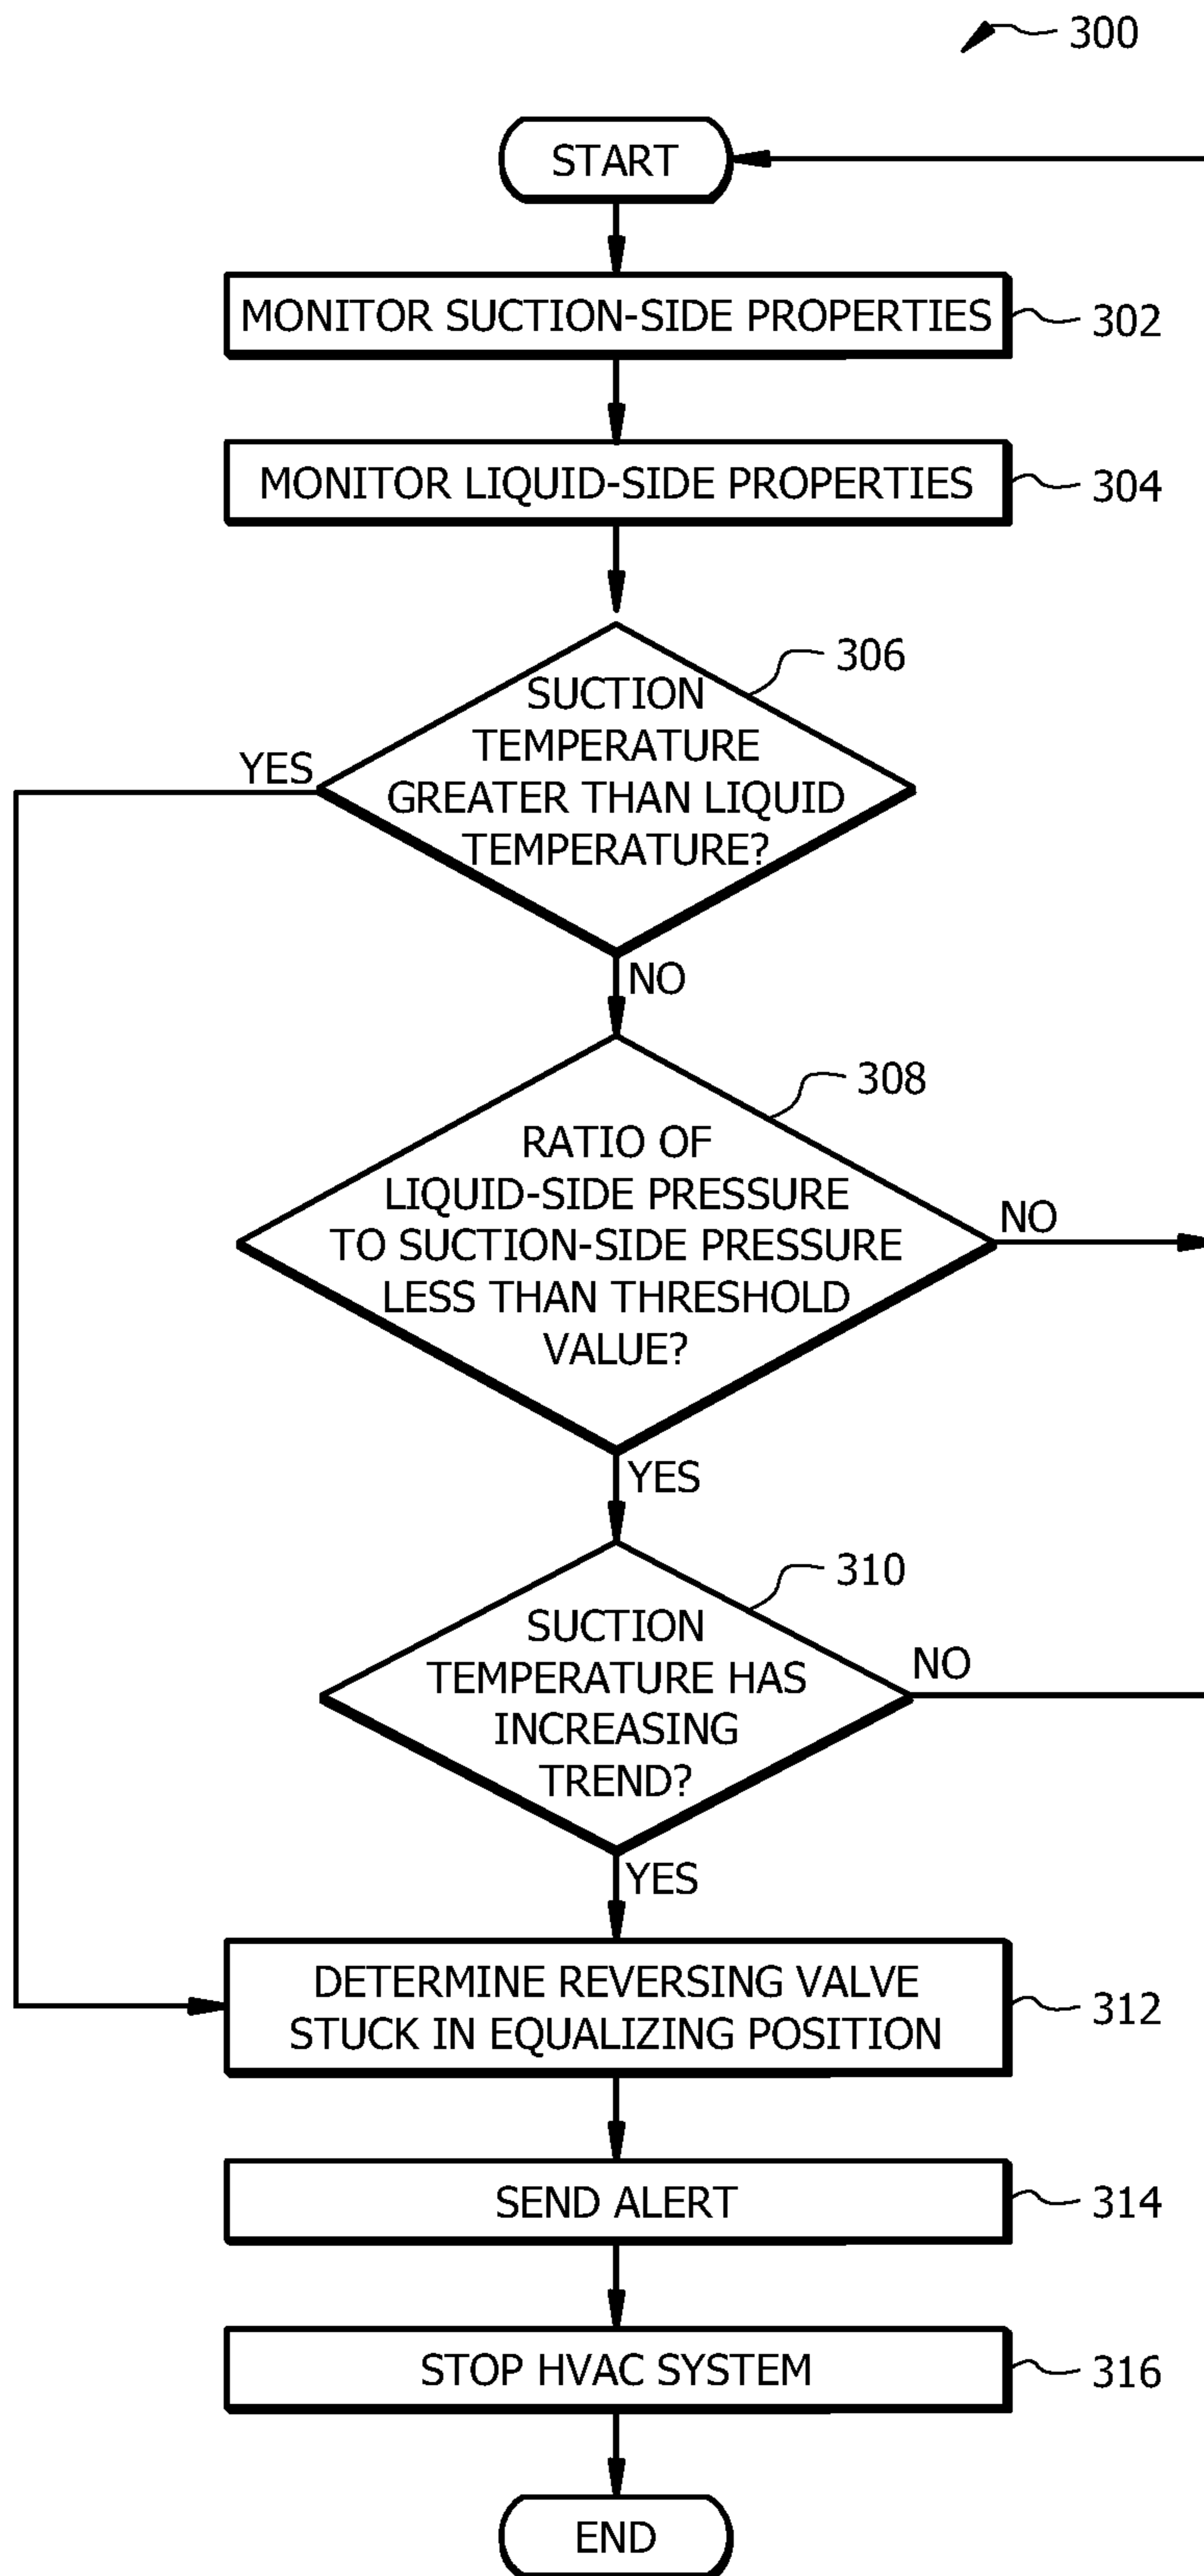 300
START
MONITOR SUCTION-SIDE PROPERTIES
302
MONITOR LIQUID-SIDE PROPERTIES
304
306
SUCTION
TEMPERATURE
GREATER THAN LIQUID
TEMPERATURE?
YES
NO
308
RATIO OF
LIQUID-SIDE PRESSURE
TO SUCTION-SIDE PRESSURE
LESS THAN THRESHOLD
VALUE?
NO
YES
310
SUCTION
TEMPERATURE HAS
INCREASING
TREND?
NO
YES
DETERMINE REVERSING VALVE
STUCK IN EQUALIZING POSITION
312
SEND ALERT
314
STOP HVAC SYSTEM
316
END